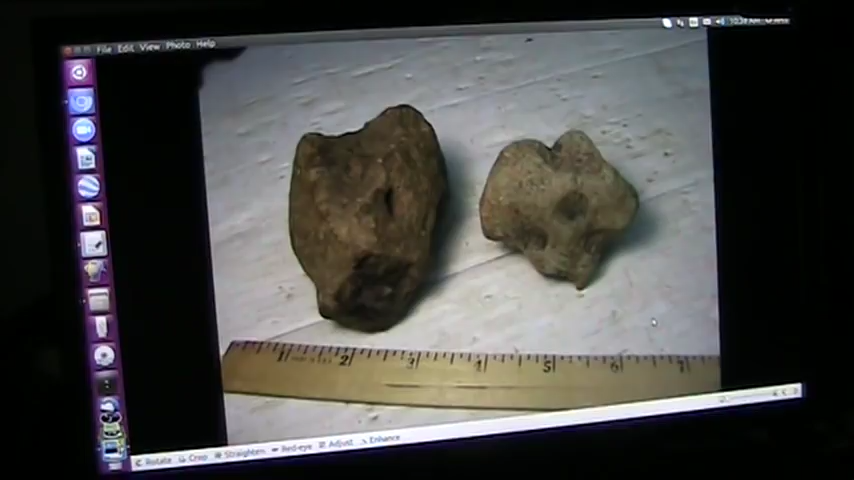 File Edit View Photo Help
1 2 3 4 5 6 7
Rotate Crop Straighten Red-eye Adjust Enhance